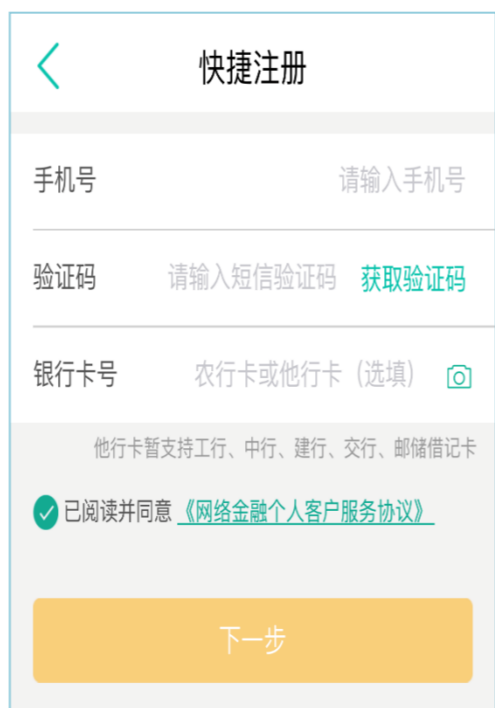 快捷注册
手机号 请输入手机号
验证码 请输入短信验证码 获取验证码
银行卡号 农行卡或他行卡（选填）
他行卡暂支持工行、中行、建行、交行、邮储借记卡
已阅读并同意《网络金融个人客户服务协议》
下一步